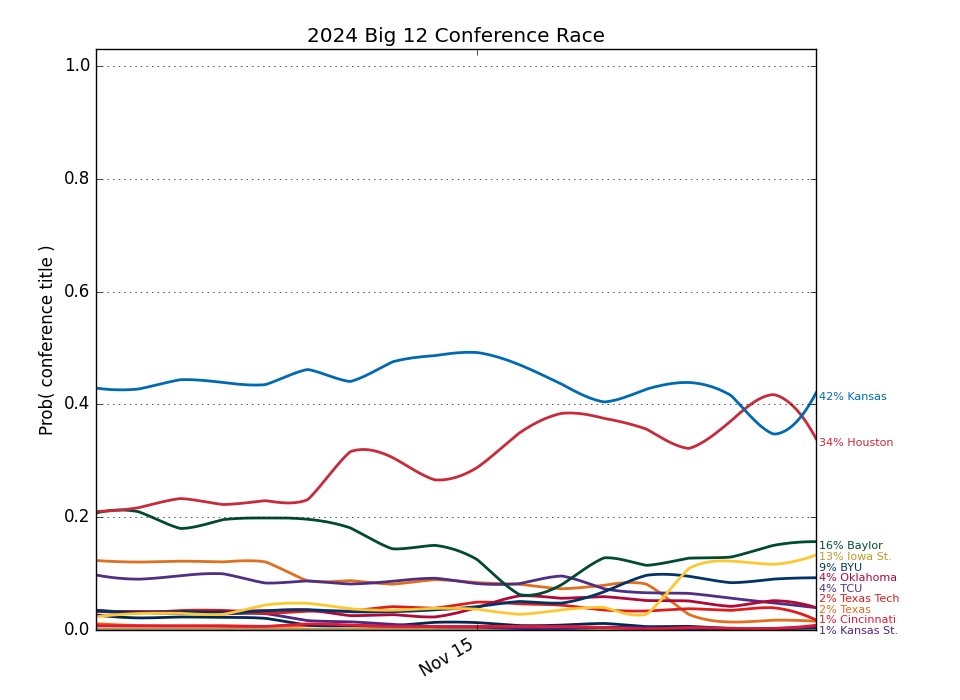 2024 Big 12 Conference Race
Prob( conference title )
1.0
0.8
0.6
0.4
0.2
0.0
Nov 15
42% Kansas
34% Houston
16% Baylor
13% Iowa St.
9% BYU
4% Oklahoma
4% TCU
2% Texas Tech
2% Texas
1% Cincinnati
1% Kansas St.